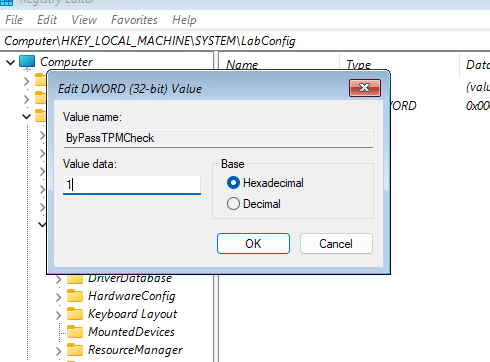 Registry Editor
File Edit View Favorites Help
Computer\HKEY_LOCAL_MACHINE\SYSTEM\LabConfig
Computer
Name Type Data
(valu
ORD 0x00
Edit DWORD (32-bit) Value
Value name:
ByPassTPMCheck
Value data:
1
Base
Hexadecimal
Decimal
OK Cancel
DriverDatabase
HardwareConfig
Keyboard Layout
MountedDevices
ResourceManager